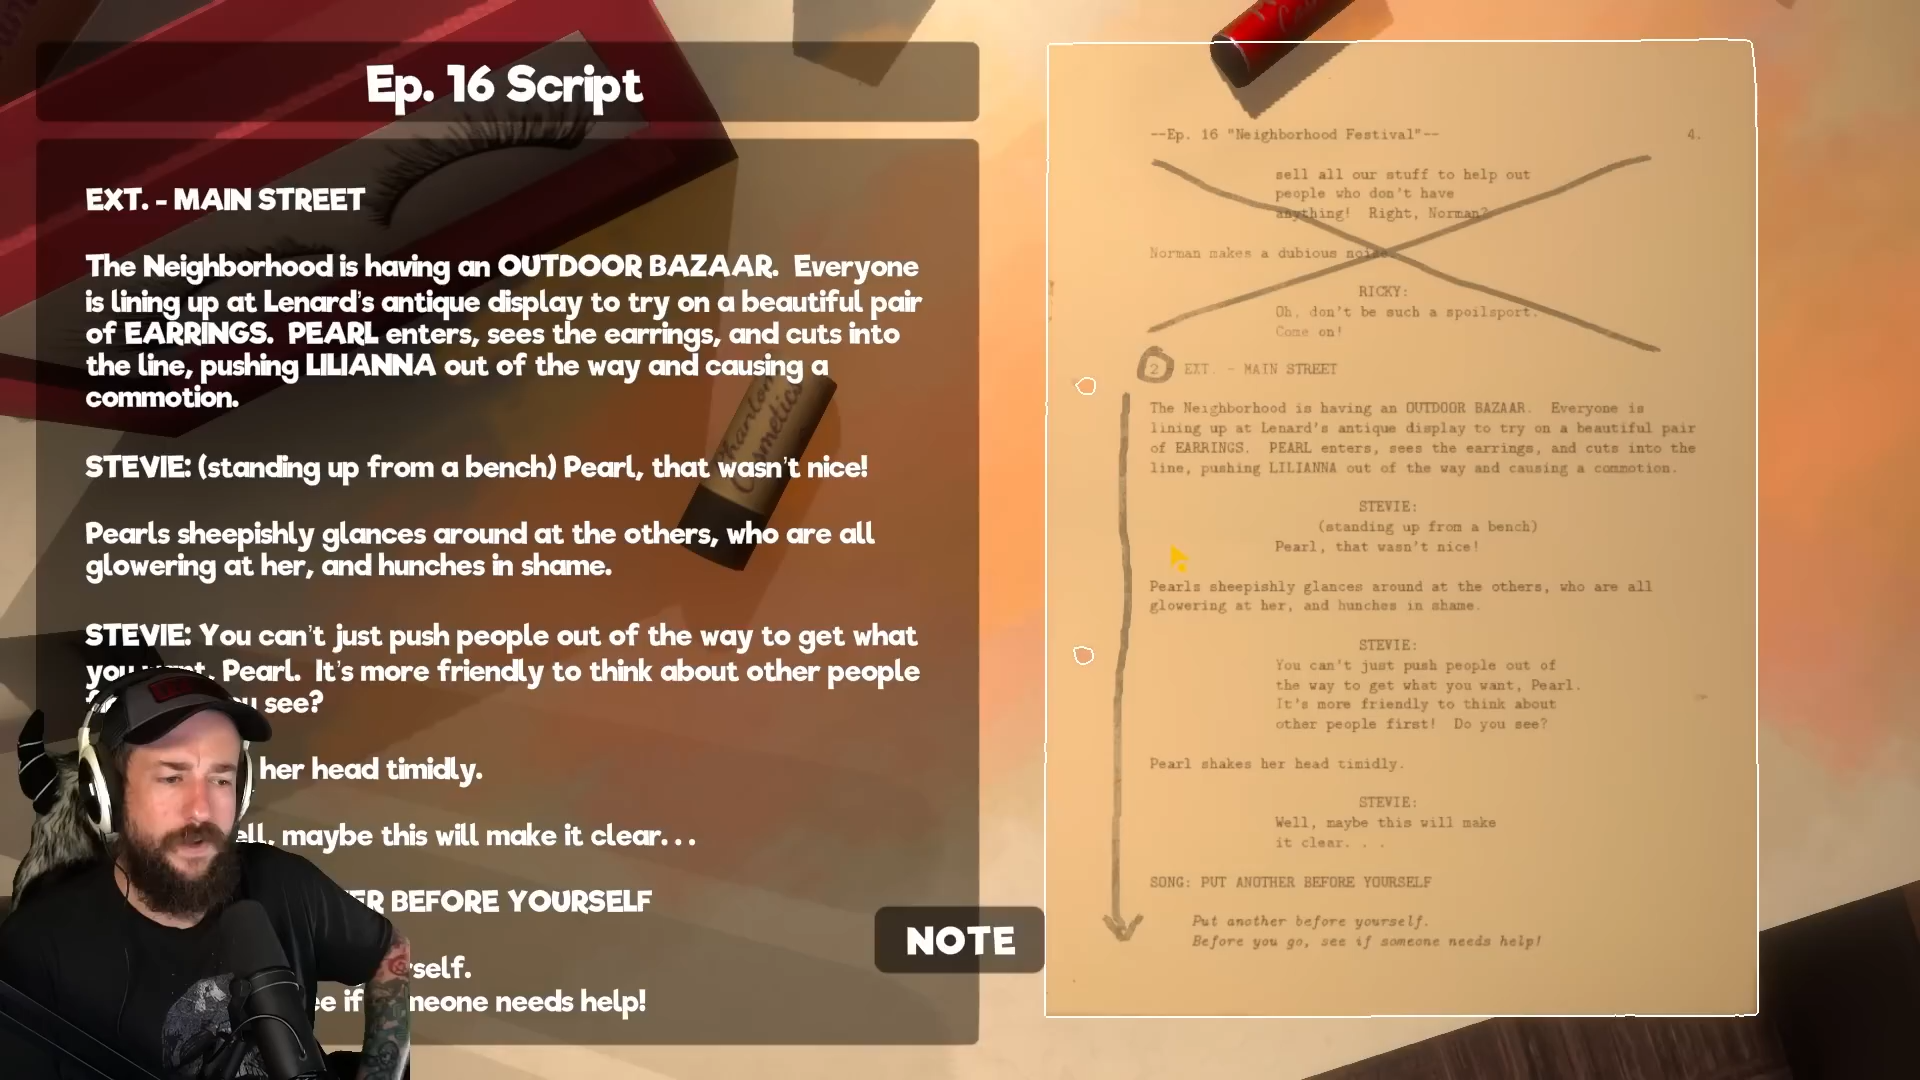 Ep. 16 Script
EXT. - MAIN STREET
The Neighborhood is having an OUTDOOR BAZAAR. Everyone
is lining up at Lenard's antique display to try on a beautiful pair
of EARRINGS. PEARL enters, sees the earrings, and cuts into
the line, pushing LILIANNA out of the way and causing a
commotion.
STEVIE: (standing up from a bench) Pearl, that wasn't nice!
Pearls sheepishly glances around at the others, who are all
glowering at her, and hunches in shame.
STEVIE: You can't just push people out of the way to get what
you want, Pearl. It's more friendly to think about other people
see?
her head timidly.
maybe this will make it clear...
BEFORE YOURSELF
needs help!
NOTE
Phantom
Cosmetics
--Ep. 16 "Neighborhood Festival"-- 4.
sell all our stuff to help out
people who don't have
anything! Right, Norman?
Norman makes a dubious noise.
RICKY:
Oh, don't be such a spoilsport.
Come on!
2 EXT. - MAIN STREET
The Neighborhood is having an OUTDOOR BAZAAR. Everyone is
lining up at Lenard's antique display to try on a beautiful pair
of EARRINGS. PEARL enters, sees the earrings, and cuts into the
line, pushing LILIANNA out of the way and causing a commotion.
STEVIE:
(standing up from a bench)
Pearl, that wasn't nice!
Pearls sheepishly glances around at the others, who are all
glowering at her, and hunches in shame.
STEVIE:
You can't just push people out of
the way to get what you want, Pearl.
It's more friendly to think about
other people first! Do you see?
Pearl shakes her head timidly.
STEVIE:
Well, maybe this will make
it clear. . .
SONG: PUT ANOTHER BEFORE YOURSELF
Put another before yourself.
Before you go, see if someone needs help!